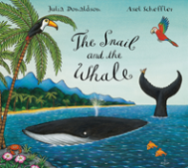 Julia Donaldson Axel Scheffler
The Snail
and the
Whale